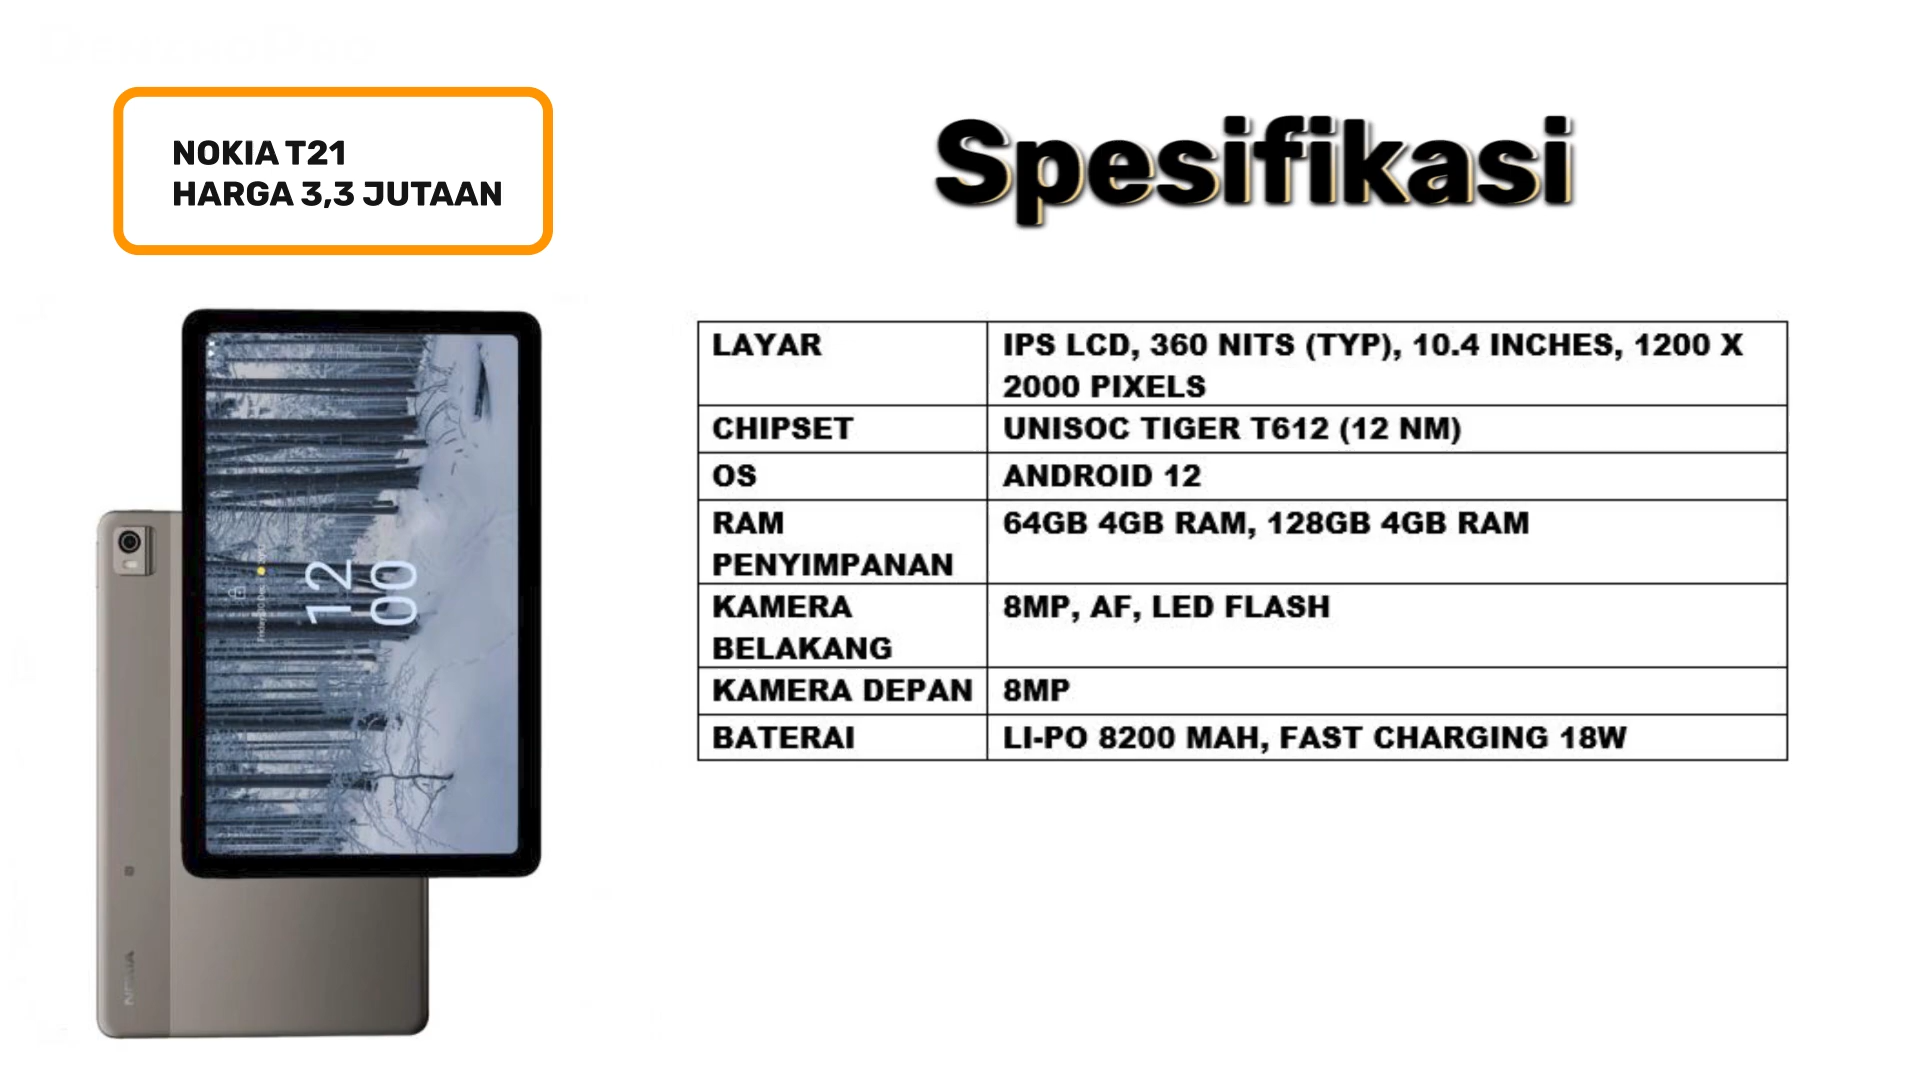 NOKIA T21
HARGA 3,3 JUTAAN
Spesifikasi
LAYAR IPS LCD, 360 NITS (TYP), 10.4 INCHES, 1200 X
2000 PIXELS
CHIPSET UNISOC TIGER T612 (12 NM)
OS ANDROID 12
RAM 64GB 4GB RAM, 128GB 4GB RAM
PENYIMPANAN
KAMERA 8MP, AF, LED FLASH
BELAKANG
KAMERA DEPAN 8MP
BATERAI LI-PO 8200 MAH, FAST CHARGING 18W
12
00
NOKIA